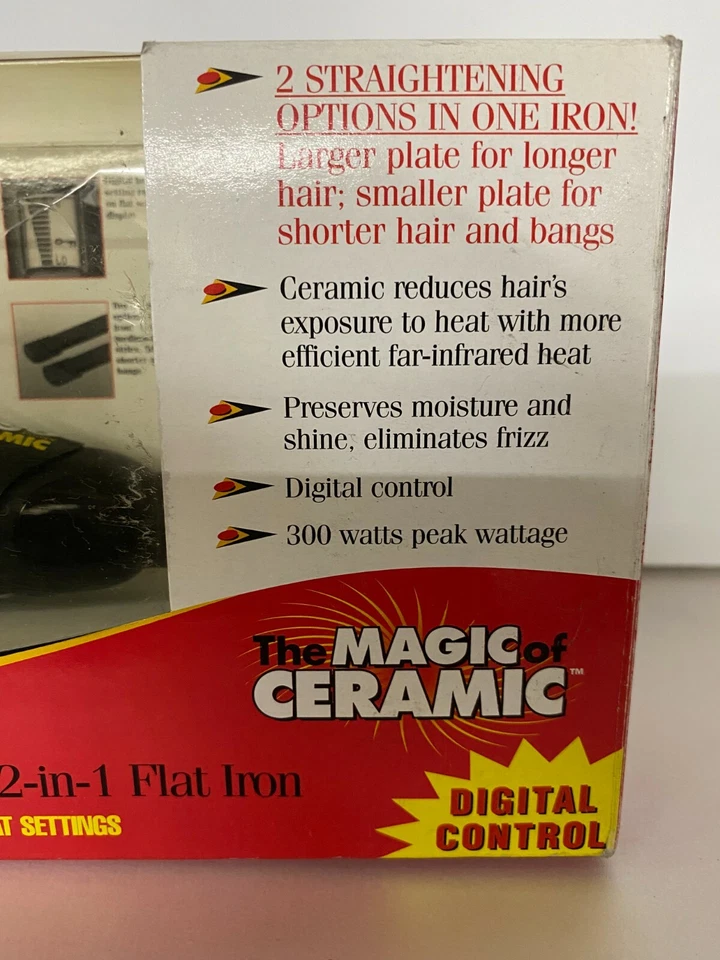 2 STRAIGHTENING
OPTIONS IN ONE IRON!
Larger plate for longer
hair; smaller plate for
shorter hair and bangs
Ceramic reduces hair's
exposure to heat with more
efficient far-infrared heat
Preserves moisture and
shine, eliminates frizz
Digital control
300 watts peak wattage
The MAGIC of
CERAMIC™
2-in-1 Flat Iron
SETTINGS
DIGITAL
CONTROL